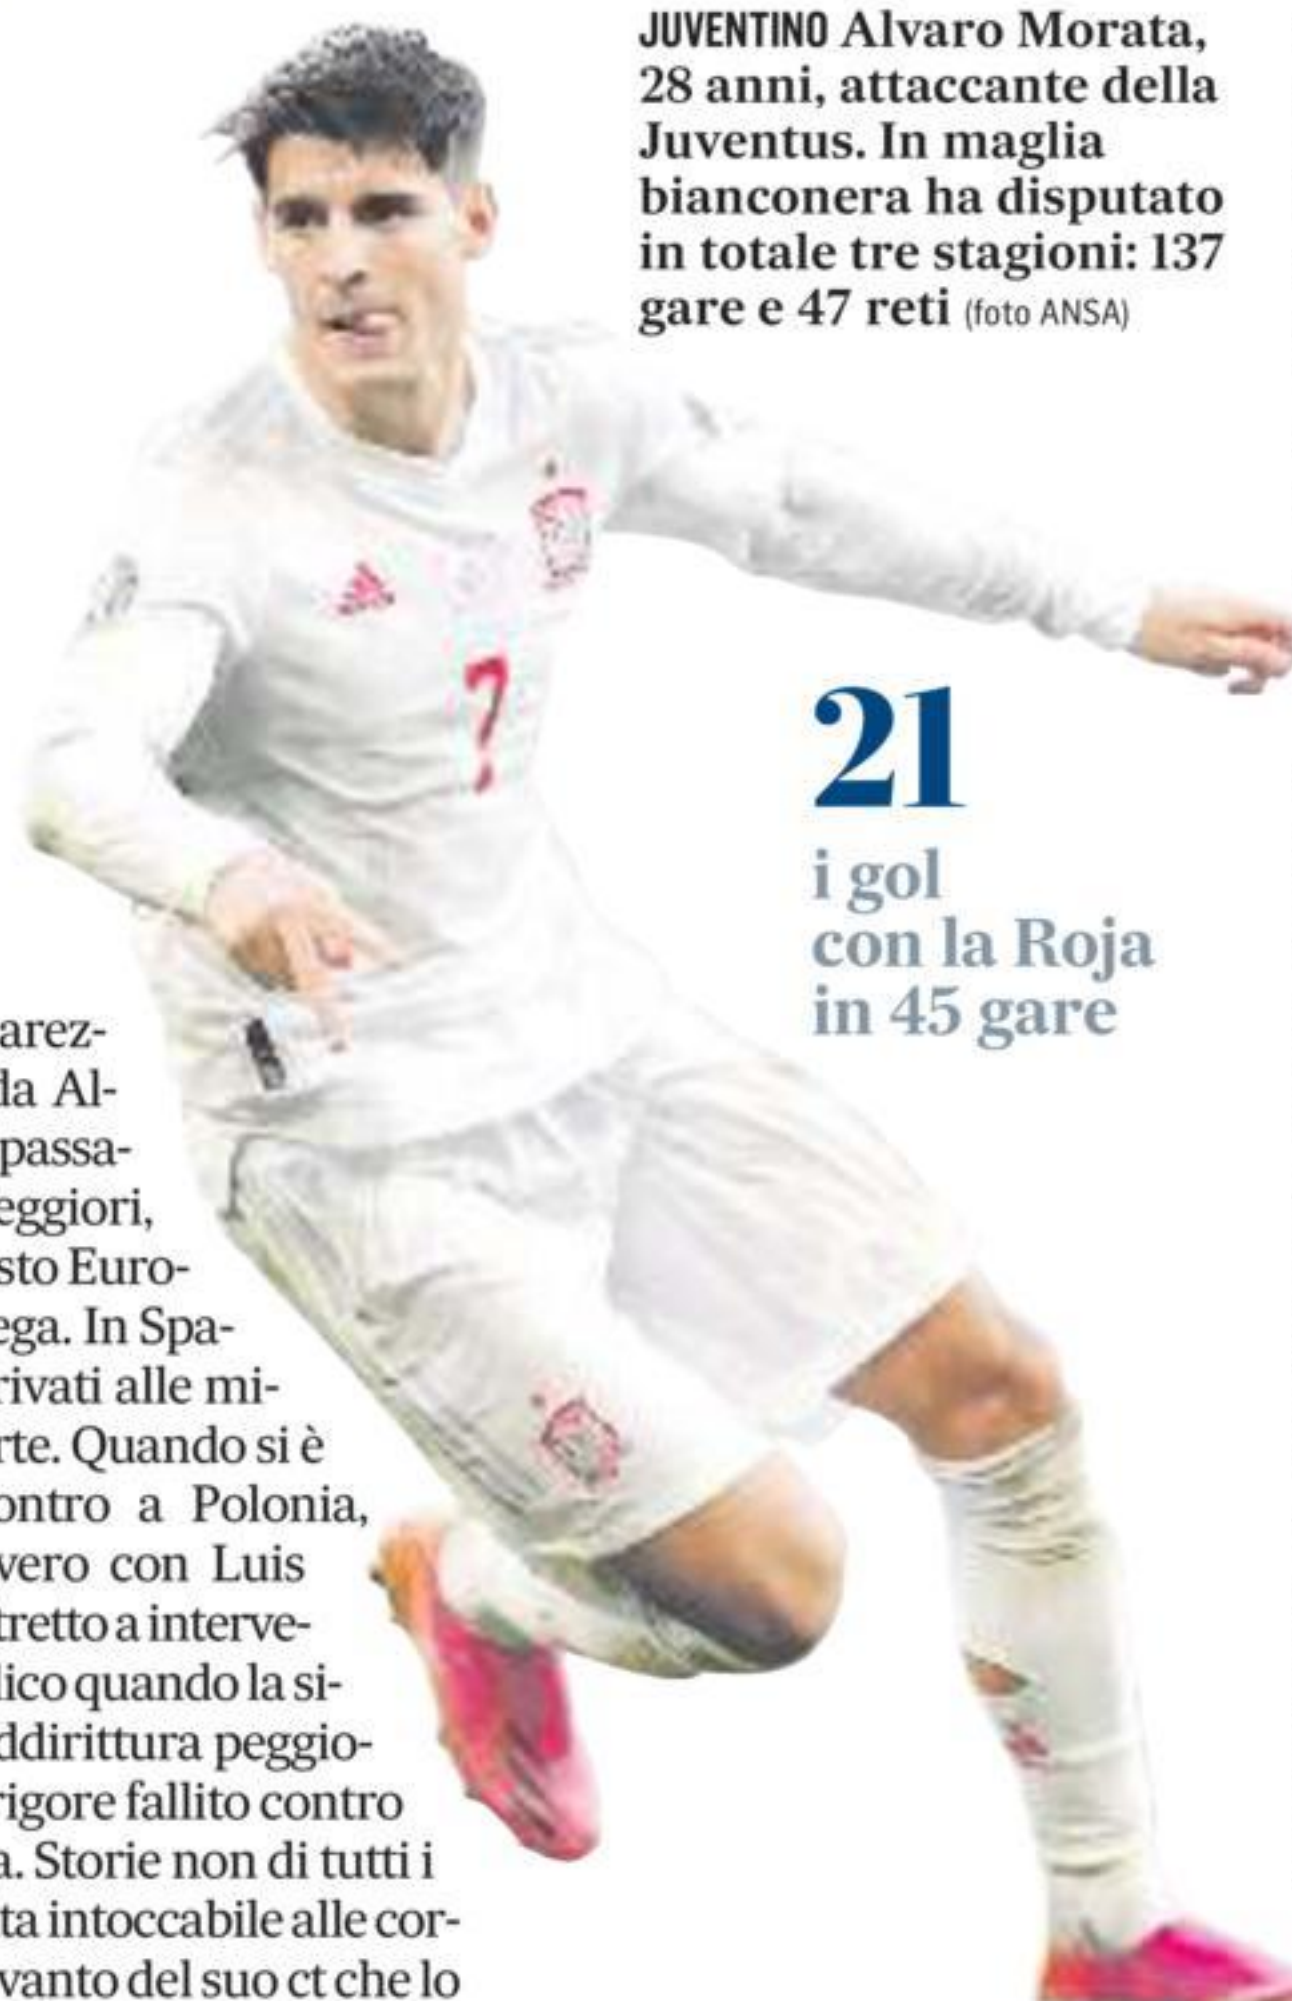 JUVENTINO Alvaro Morata,
28 anni, attaccante della
Juventus. In maglia
bianconera ha disputato
in totale tre stagioni: 137
gare e 47 reti (foto ANSA)
7
21
i gol
con la Roja
in 45 gare
arez-
da Al-
passa-
eggiori,
sto Euro-
ega. In Spa-
rivati alle mi-
rte. Quando si è
ontro a Polonia,
vero con Luis
tretto a interve-
lico quando la si-
ddirittura peggio-
rigore fallito contro
a. Storie non di tutti i
ta intoccabile alle cor-
vanto del suo ct che lo